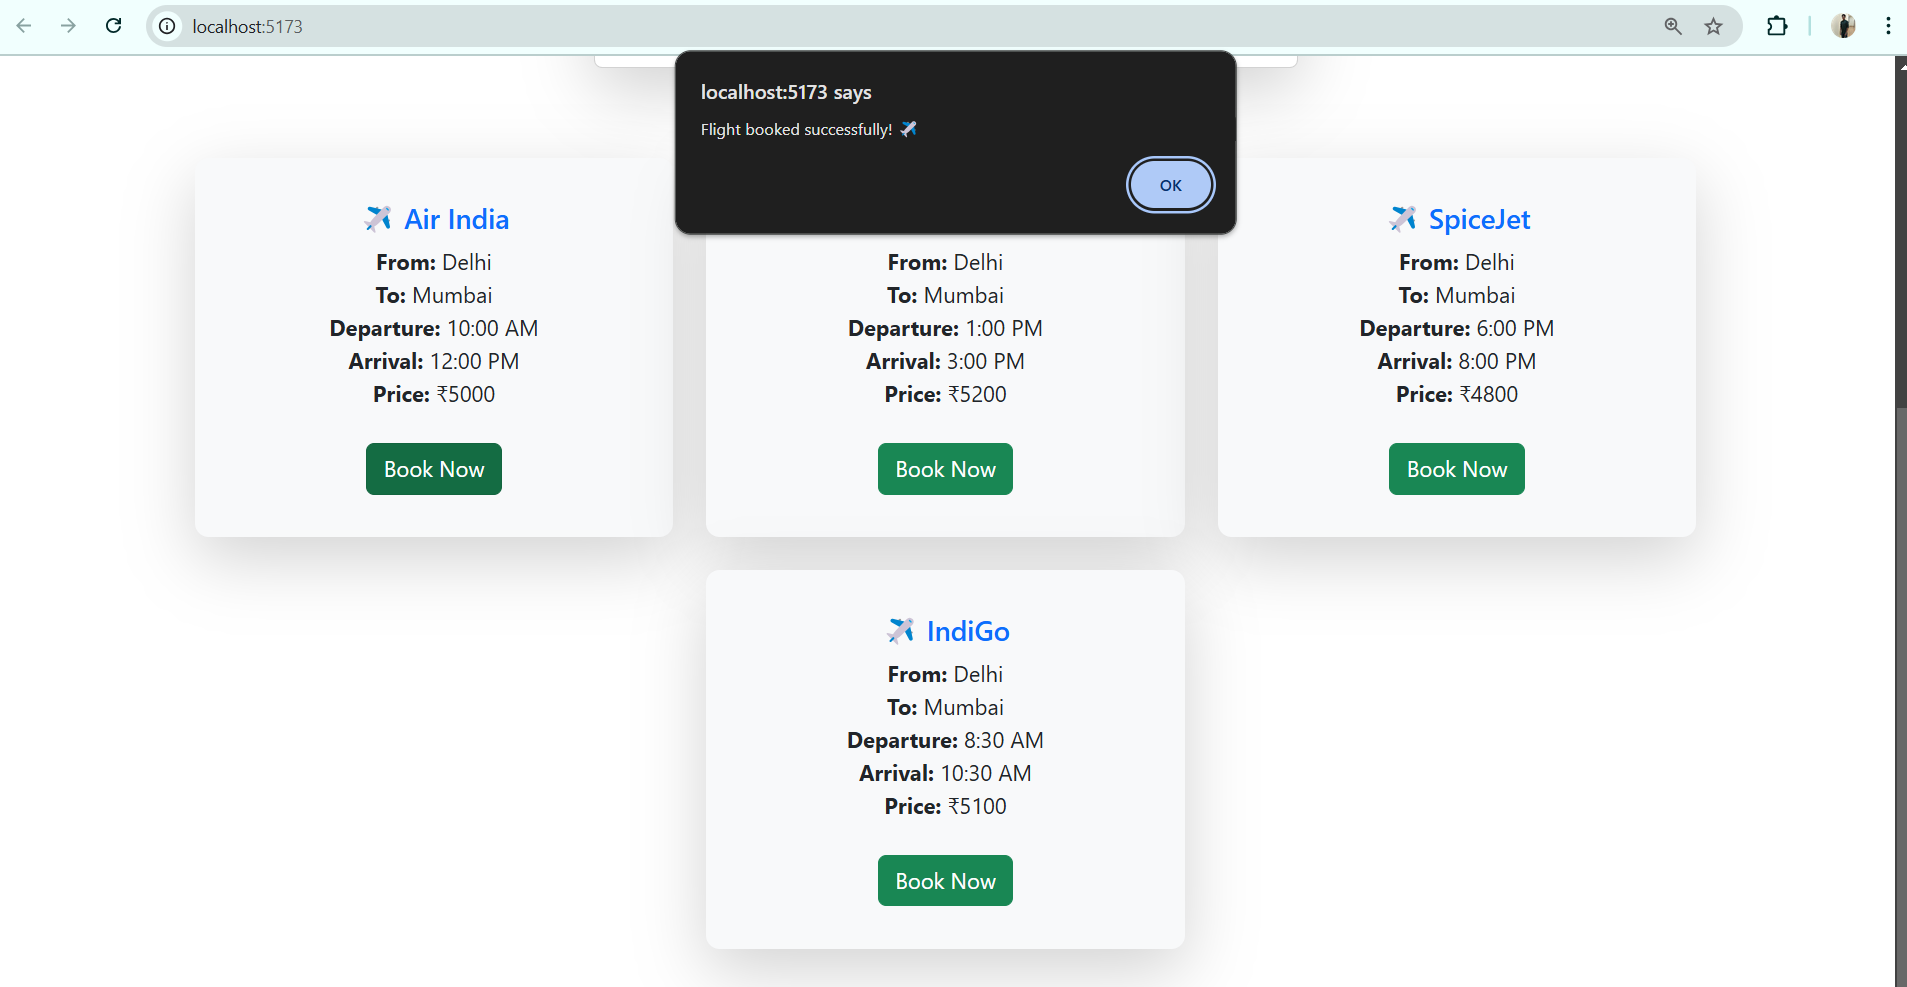 localhost:5173
localhost:5173 says
Flight booked successfully! ✈️
OK
✈️ Air India
From: Delhi
To: Mumbai
Departure: 10:00 AM
Arrival: 12:00 PM
Price: ₹5000
Book Now
From: Delhi
To: Mumbai
Departure: 1:00 PM
Arrival: 3:00 PM
Price: ₹5200
Book Now
✈️ SpiceJet
From: Delhi
To: Mumbai
Departure: 6:00 PM
Arrival: 8:00 PM
Price: ₹4800
Book Now
✈️ IndiGo
From: Delhi
To: Mumbai
Departure: 8:30 AM
Arrival: 10:30 AM
Price: ₹5100
Book Now